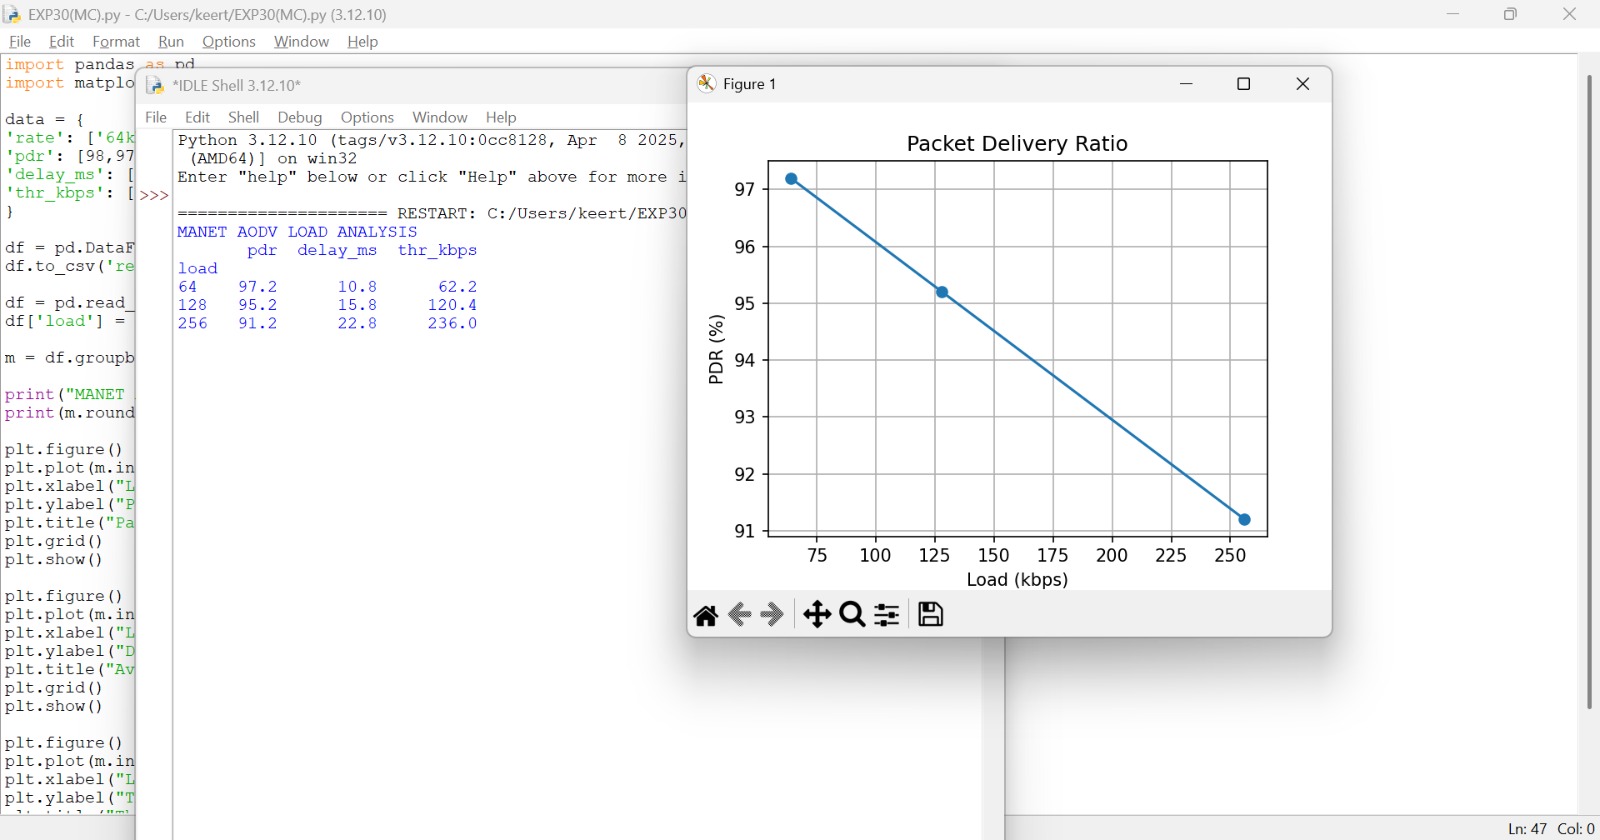 EXP30(MC).py - C:/Users/keert/EXP30(MC).py (3.12.10)
File Edit Format Run Options Window Help
import pandas as pd
import matplo
data = {
'rate': ['64k
'pdr': [98,97
'delay_ms': [
'thr_kbps': [
}
df = pd.DataF
df.to_csv('re
df = pd.read_
df['load'] =
m = df.groupb
print("MANET
print(m.round
plt.figure()
plt.plot(m.in
plt.xlabel("L
plt.ylabel("P
plt.title("Pa
plt.grid()
plt.show()
plt.figure()
plt.plot(m.in
plt.xlabel("L
plt.ylabel("D
plt.title("Av
plt.grid()
plt.show()
plt.figure()
plt.plot(m.in
plt.xlabel("L
plt.ylabel("T
*IDLE Shell 3.12.10*
File Edit Shell Debug Options Window Help
Python 3.12.10 (tags/v3.12.10:0cc8128, Apr 8 2025,
(AMD64)] on win32
Enter "help" below or click "Help" above for more i
>>>
===================== RESTART: C:/Users/keert/EXP30
MANET AODV LOAD ANALYSIS
pdr delay_ms thr_kbps
load
64 97.2 10.8 62.2
128 95.2 15.8 120.4
256 91.2 22.8 236.0
Figure 1
Packet Delivery Ratio
PDR (%)
97
96
95
94
93
92
91
75 100 125 150 175 200 225 250
Load (kbps)
Ln: 47 Col: 0